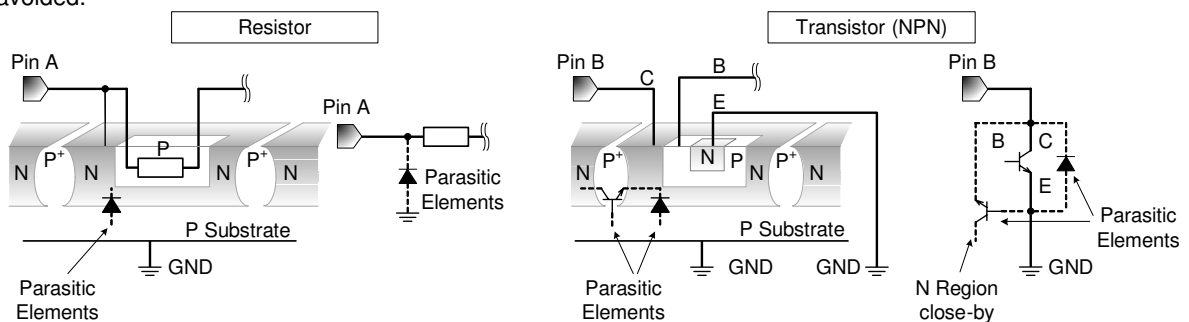 avoided.
Resistor
Pin A
Pin A
N P+ N P N P+ N
Parasitic
Elements
P Substrate
GND
Parasitic
Elements
Transistor (NPN)
Pin B
C
B
E
N P+ N P P+ N N
P Substrate
GND
GND
Parasitic
Elements
Pin B
B
C
E
Parasitic
Elements
GND
N Region
close-by